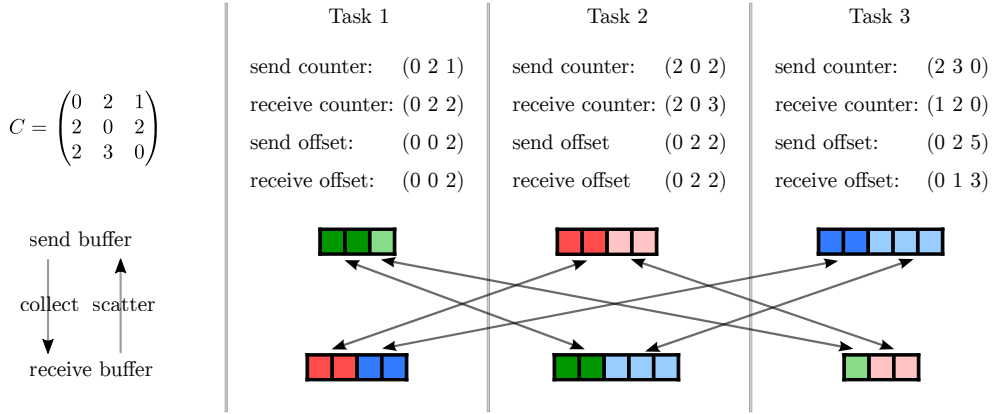 Task 1
Task 2
Task 3
send counter: (0 2 1)
send counter: (2 0 2)
send counter: (2 3 0)
receive counter: (0 2 2)
receive counter: (2 0 3)
receive counter: (1 2 0)
send offset: (0 0 2)
send offset (0 2 2)
send offset: (0 2 5)
receive offset: (0 0 2)
receive offset (0 2 2)
receive offset: (0 1 3)
0 2 1
C = 2 0 2
2 3 0
send buffer
collect scatter
receive buffer